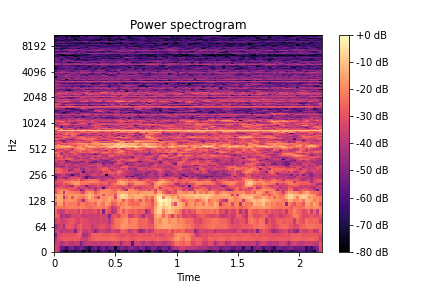 Power spectrogram
Hz
8192
4096
2048
1024
512
256
128
64
0
0
0.5
1
1.5
2
Time
+0 dB
-10 dB
-20 dB
-30 dB
-40 dB
-50 dB
-60 dB
-70 dB
-80 dB